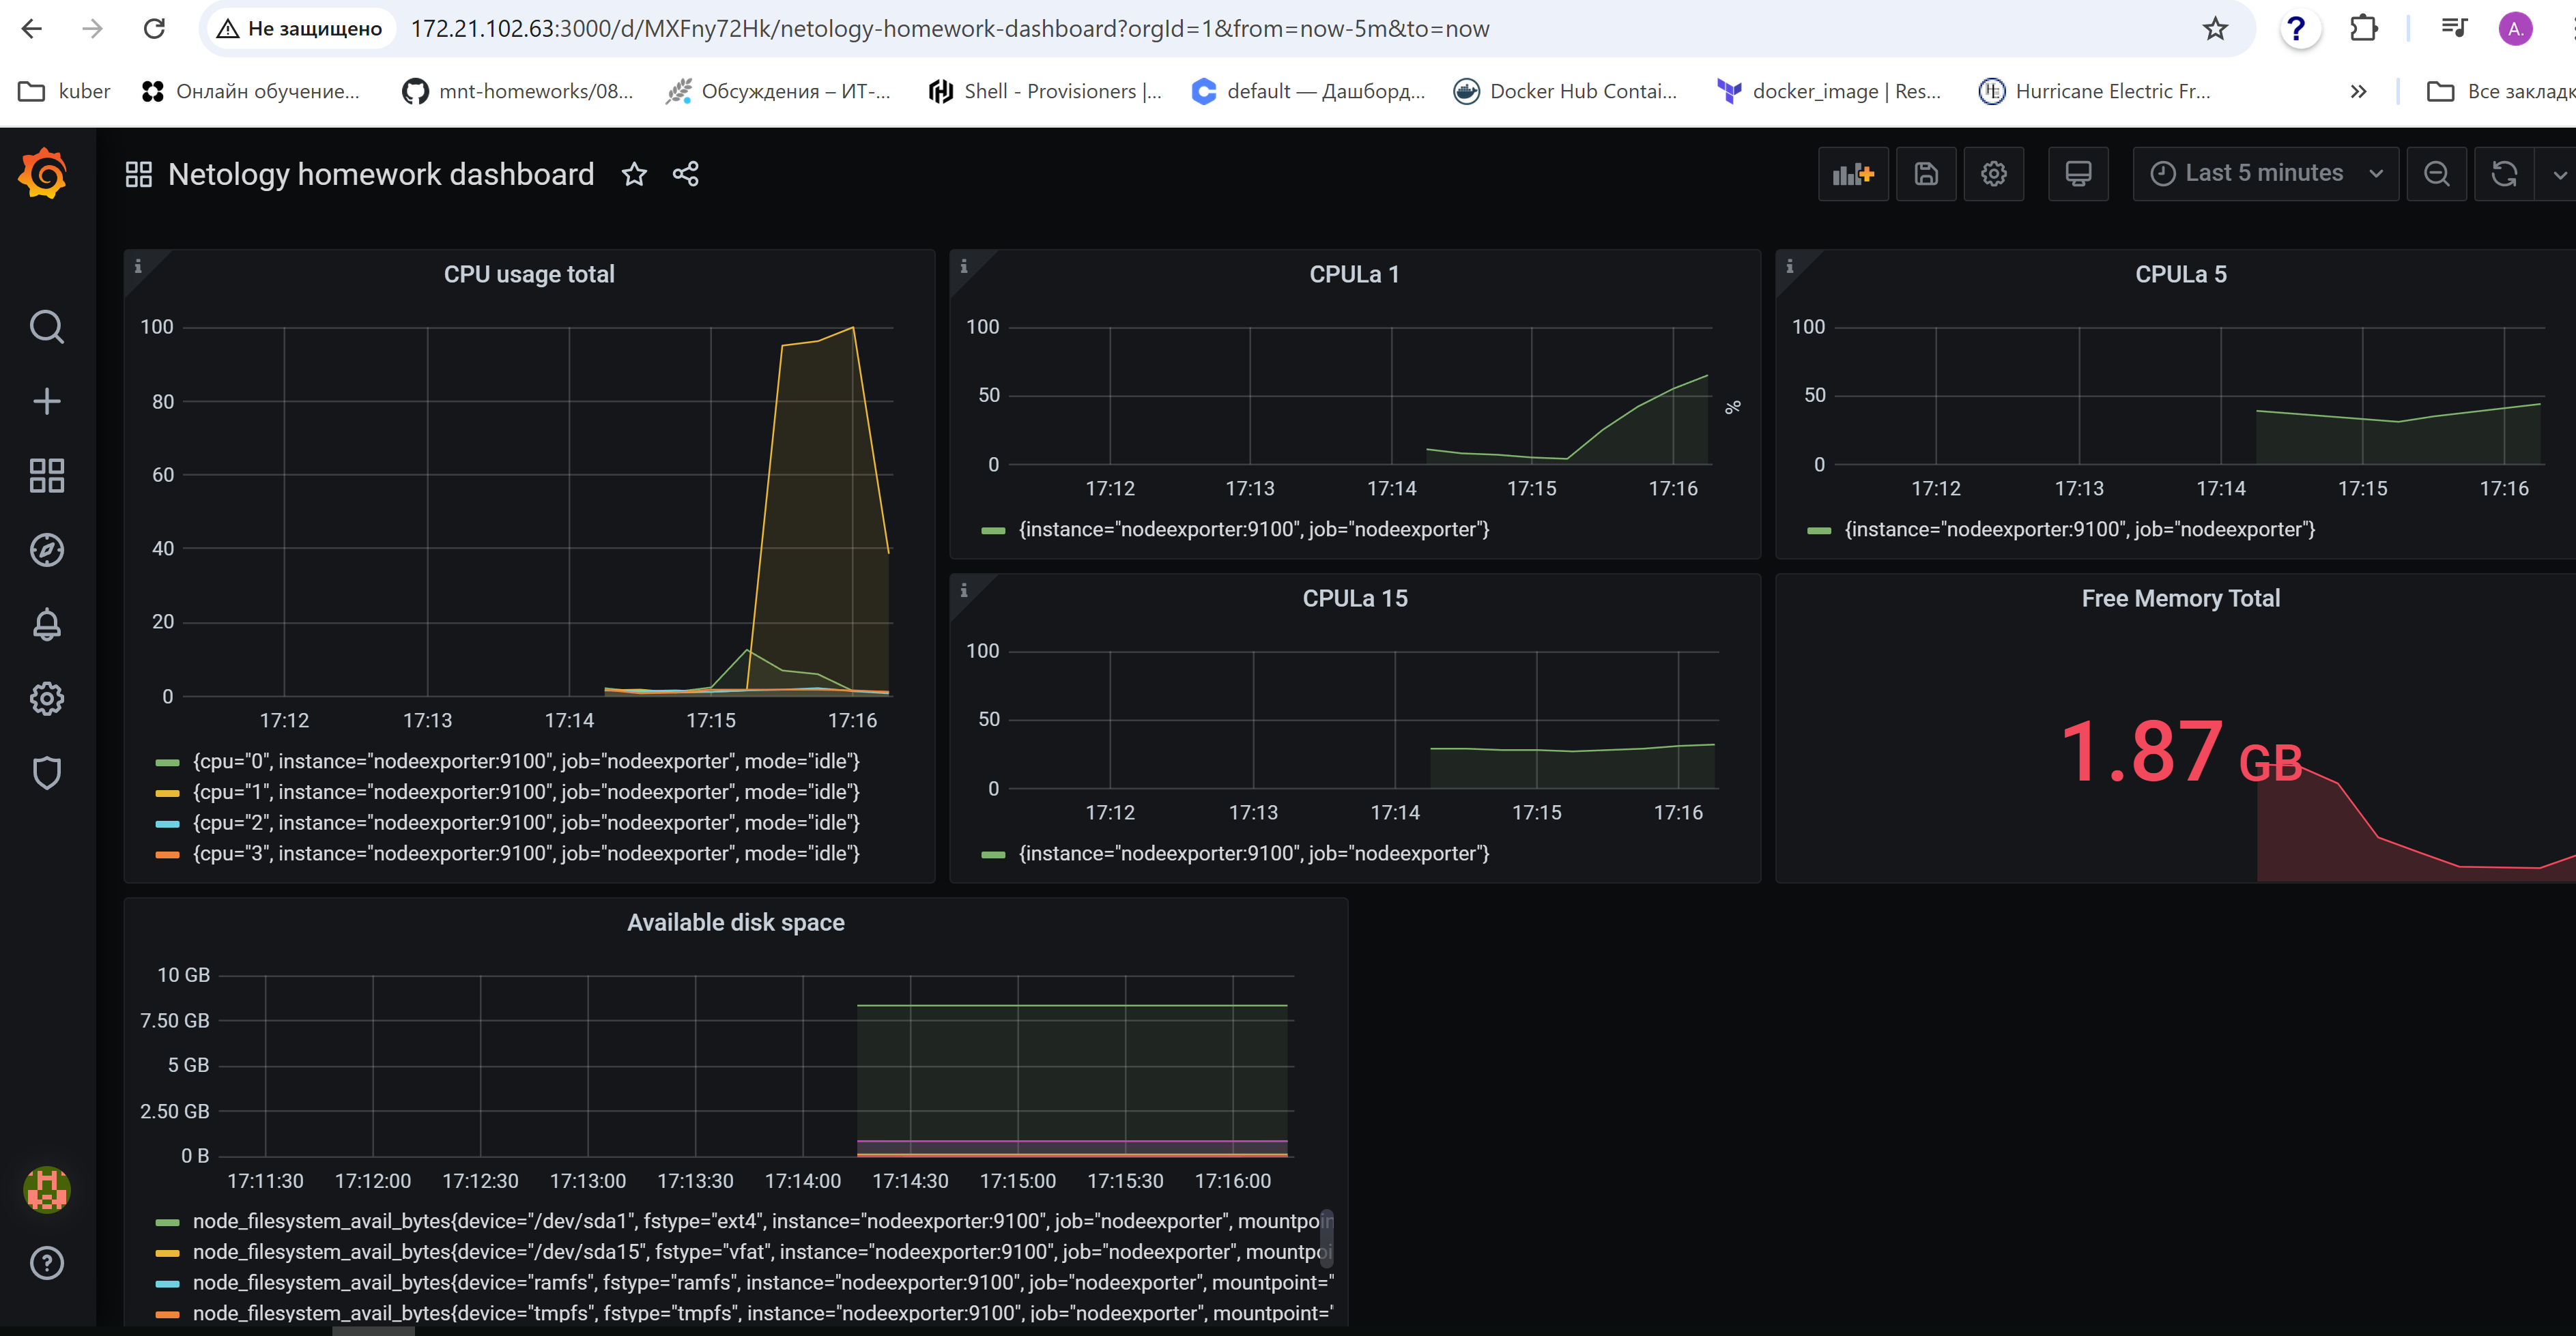 Не защищено 172.21.102.63:3000/d/MXFny72Hk/netology-homework-dashboard?orgId=1&from=now-5m&to=now ? A.
kuber Онлайн обучение... mnt-homeworks/08... Обсуждения – ИТ-... Shell - Provisioners |... default — Дашборд... Docker Hub Contai... docker_image | Res... Hurricane Electric Fr... » Все заклад
Netology homework dashboard Last 5 minutes
CPU usage total
100
80
60
40
20
0
17:12 17:13 17:14 17:15 17:16
{cpu="0", instance="nodeexporter:9100", job="nodeexporter", mode="idle"}
{cpu="1", instance="nodeexporter:9100", job="nodeexporter", mode="idle"}
{cpu="2", instance="nodeexporter:9100", job="nodeexporter", mode="idle"}
{cpu="3", instance="nodeexporter:9100", job="nodeexporter", mode="idle"}
CPULa 1
100
50
0
17:12 17:13 17:14 17:15 17:16
{instance="nodeexporter:9100", job="nodeexporter"}
CPULa 5
%
100
50
0
17:12 17:13 17:14 17:15 17:16
{instance="nodeexporter:9100", job="nodeexporter"}
CPULa 15
100
50
0
17:12 17:13 17:14 17:15 17:16
{instance="nodeexporter:9100", job="nodeexporter"}
Free Memory Total
1.87 GB
Available disk space
10 GB
7.50 GB
5 GB
2.50 GB
0 B
17:11:30 17:12:00 17:12:30 17:13:00 17:13:30 17:14:00 17:14:30 17:15:00 17:15:30 17:16:00
node_filesystem_avail_bytes{device="/dev/sda1", fstype="ext4", instance="nodeexporter:9100", job="nodeexporter", mountpoin
node_filesystem_avail_bytes{device="/dev/sda15", fstype="vfat", instance="nodeexporter:9100", job="nodeexporter", mountpoi
node_filesystem_avail_bytes{device="ramfs", fstype="ramfs", instance="nodeexporter:9100", job="nodeexporter", mountpoint="
node_filesystem_avail_bytes{device="tmpfs", fstype="tmpfs", instance="nodeexporter:9100", job="nodeexporter", mountpoint="